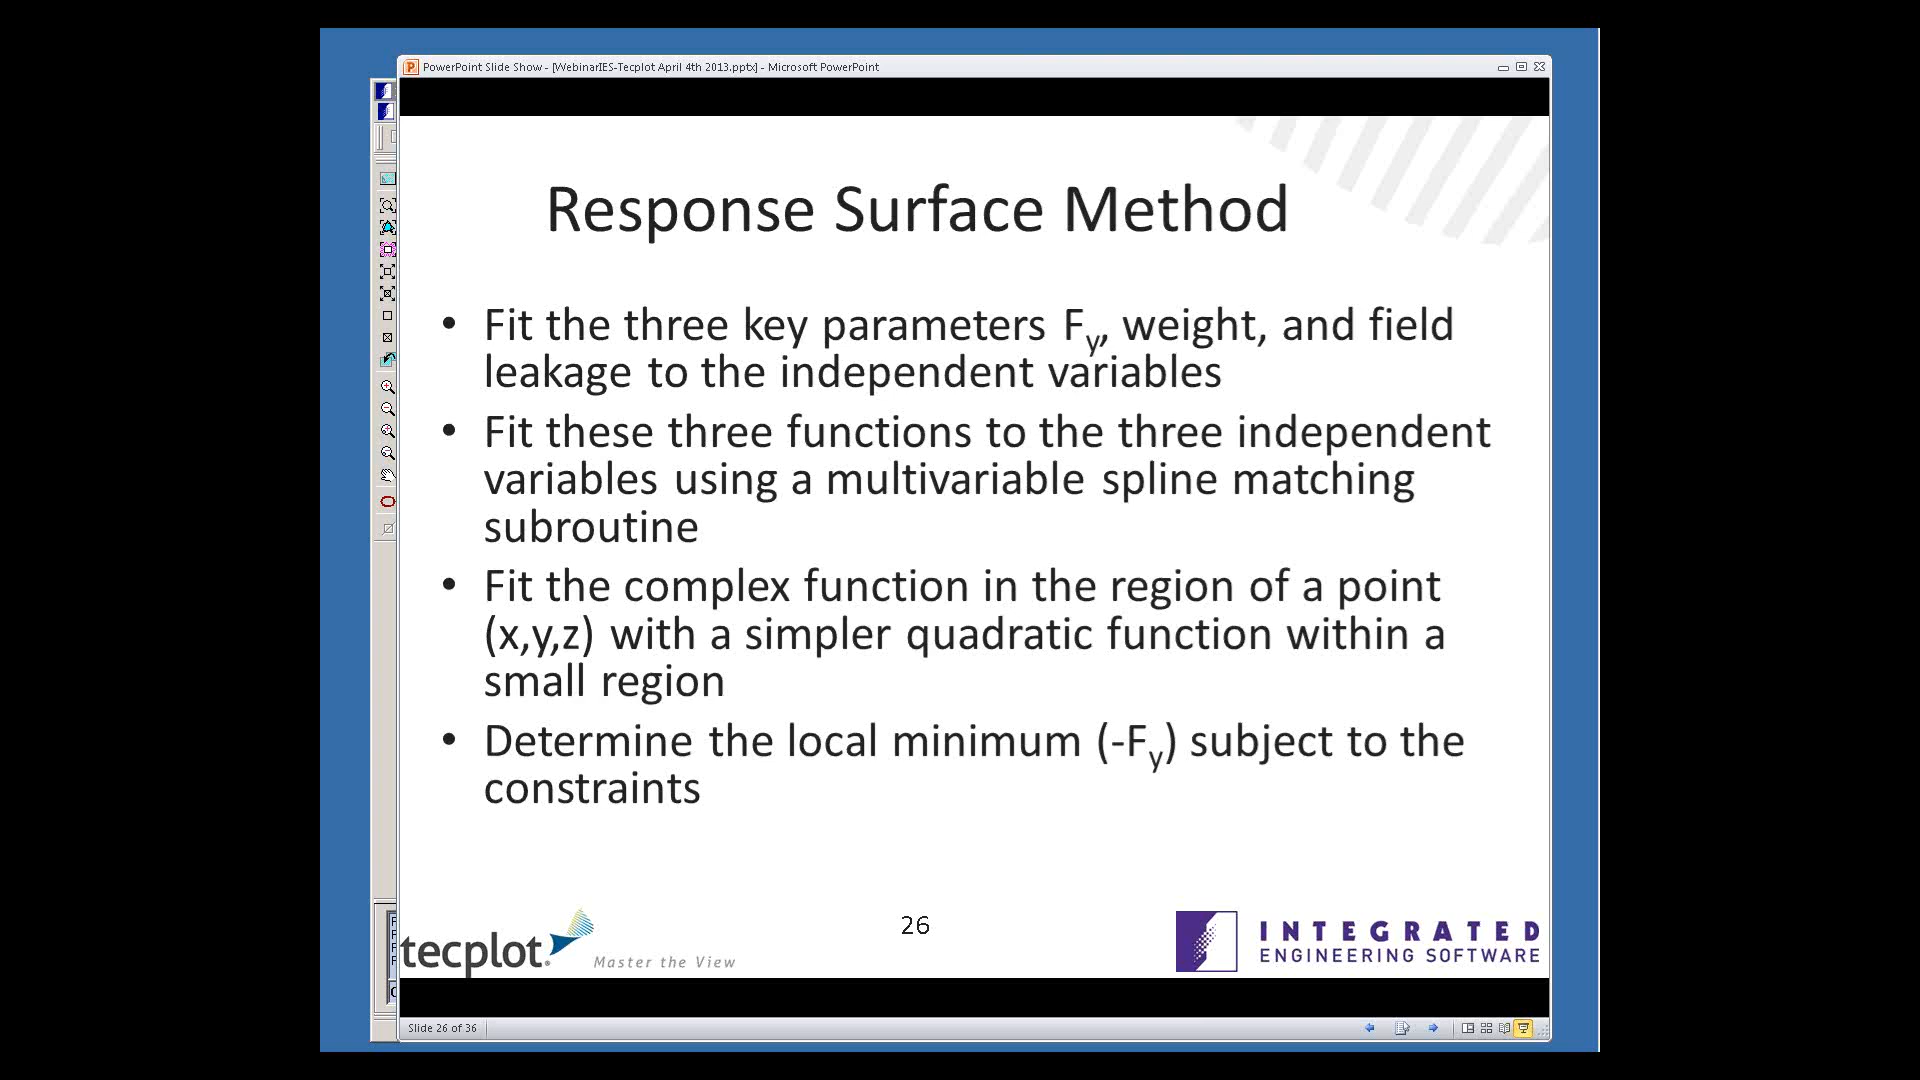 PowerPoint Slide Show - [WebinarIES-Tecplot April 4th 2013.pptx] - Microsoft PowerPoint
Response Surface Method
• Fit the three key parameters Fy, weight, and field
leakage to the independent variables
• Fit these three functions to the three independent
variables using a multivariable spline matching
subroutine
• Fit the complex function in the region of a point
(x,y,z) with a simpler quadratic function within a
small region
• Determine the local minimum (-Fy) subject to the
constraints
tecplot. Master the View
26
INTEGRATED
ENGINEERING SOFTWARE
Slide 26 of 36